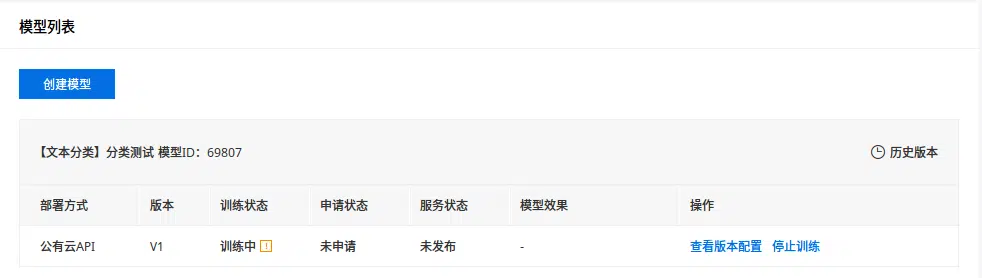 模型列表
创建模型
【文本分类】分类测试 模型ID：69807 历史版本
部署方式 版本 训练状态 申请状态 服务状态 模型效果 操作
公有云API V1 训练中 ! 未申请 未发布 - 查看版本配置 停止训练